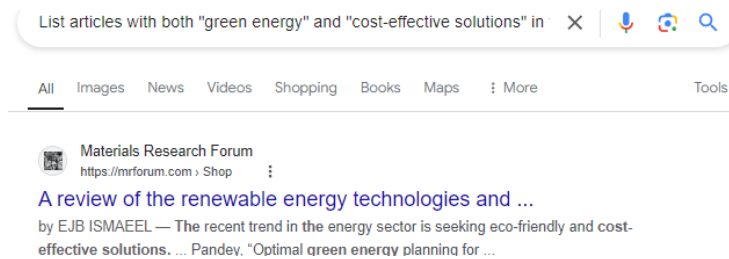 List articles with both "green energy" and "cost-effective solutions" in
All Images News Videos Shopping Books Maps ⋮ More Tools
Materials Research Forum
https://mrforum.com › Shop ⋮
A review of the renewable energy technologies and ...
by EJB ISMAEEL — The recent trend in the energy sector is seeking eco-friendly and cost-
effective solutions. ... Pandey, "Optimal green energy planning for ...